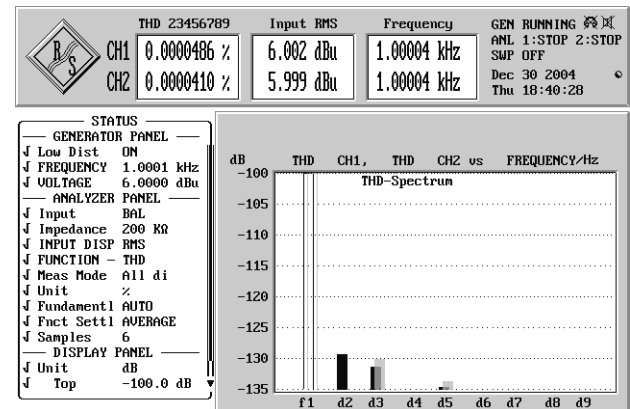 THD 23456789 Input RMS Frequency
R&S CH1 0.0000486 % 6.002 dBu 1.00004 kHz
CH2 0.0000410 % 5.999 dBu 1.00004 kHz
GEN RUNNING
ANL 1:STOP 2:STOP
SWP OFF
Dec 30 2004
Thu 18:40:28
STATUS
GENERATOR PANEL
Low Dist ON
FREQUENCY 1.0001 kHz
VOLTAGE 6.0000 dBu
ANALYZER PANEL
Input BAL
Impedance 200 KΩ
INPUT DISP RMS
FUNCTION - THD
Meas Mode All di
Unit %
Fundamentl AUTO
Fnct Settl AVERAGE
Samples 6
DISPLAY PANEL
Unit dB
Top -100.0 dB
dB THD CH1, THD CH2 vs FREQUENCY/Hz
THD-Spectrum
-100
-105
-110
-115
-120
-125
-130
-135
f1 d2 d3 d4 d5 d6 d7 d8 d9